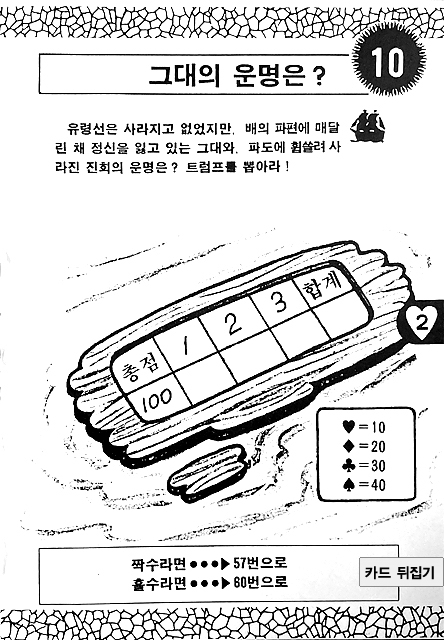 10
그대의 운명은?
유령선은 사라지고 없었지만, 배의 파편에 매달
린 채 정신을 잃고 있는 그대와, 파도에 휩쓸려 사
라진 진희의 운명은? 트럼프를 뽑아라!
총점 1 2 3 합계
100
2
♥=10
♦=20
♣=30
♠=40
짝수라면 ●●●▶ 57번으로
홀수라면 ●●●▶ 60번으로
카드 뒤집기